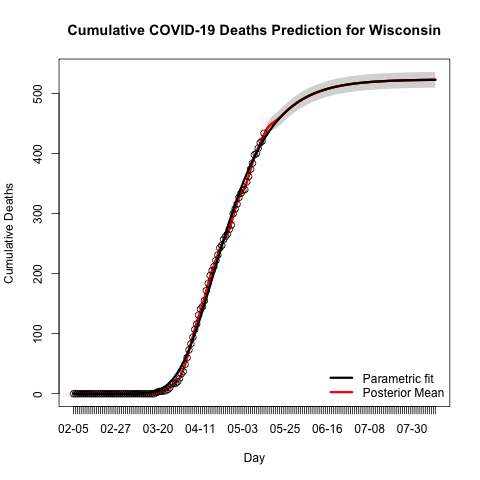 Cumulative COVID-19 Deaths Prediction for Wisconsin
Cumulative Deaths
500
400
300
200
100
0
Parametric fit
Posterior Mean
02-05 02-27 03-20 04-11 05-03 05-25 06-16 07-08 07-30
Day